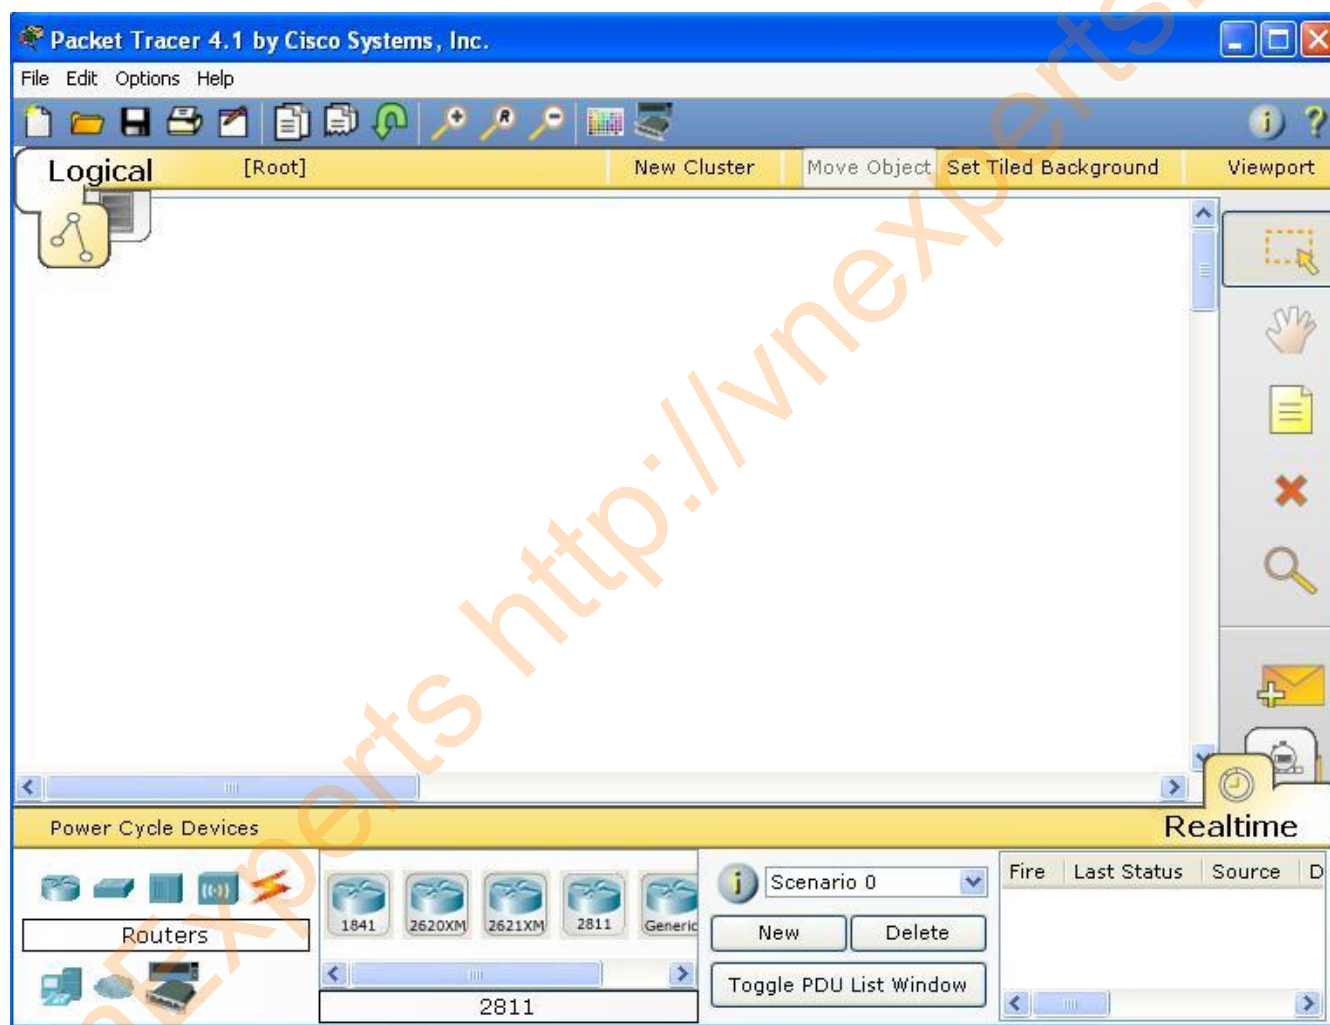 Packet Tracer 4.1 by Cisco Systems, Inc.
File Edit Options Help
Logical [Root] New Cluster Move Object Set Tiled Background Viewport
Power Cycle Devices Realtime
Routers
1841 2620XM 2621XM 2811 Generic
2811
Scenario 0
New Delete
Toggle PDU List Window
Fire Last Status Source D
nExperts http://vnexperts.